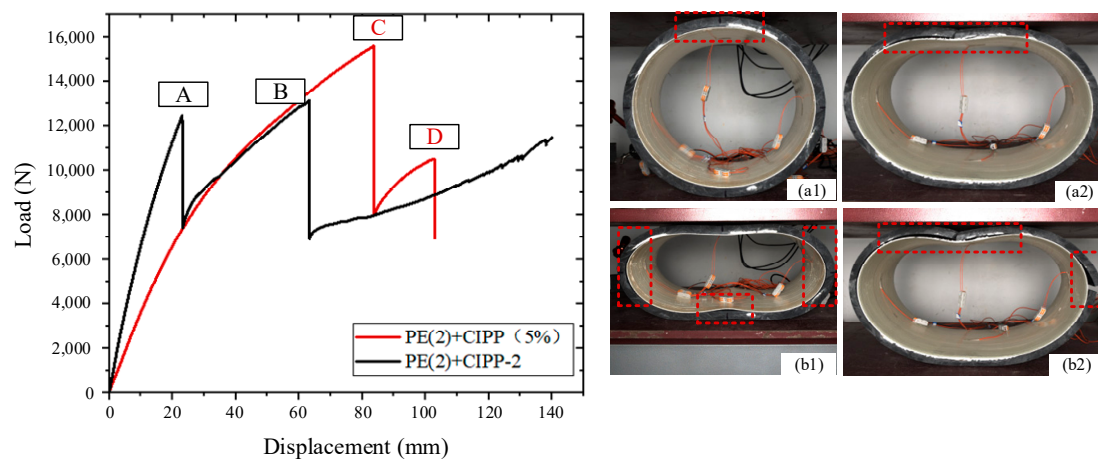 Load (N)
16,000
14,000
12,000
10,000
8,000
6,000
4,000
2,000
0
A
B
C
D
PE(2)+CIPP（5%）
PE(2)+CIPP-2
0
20
40
60
80
100
120
140
Displacement (mm)
(a1)
(a2)
(b1)
(b2)